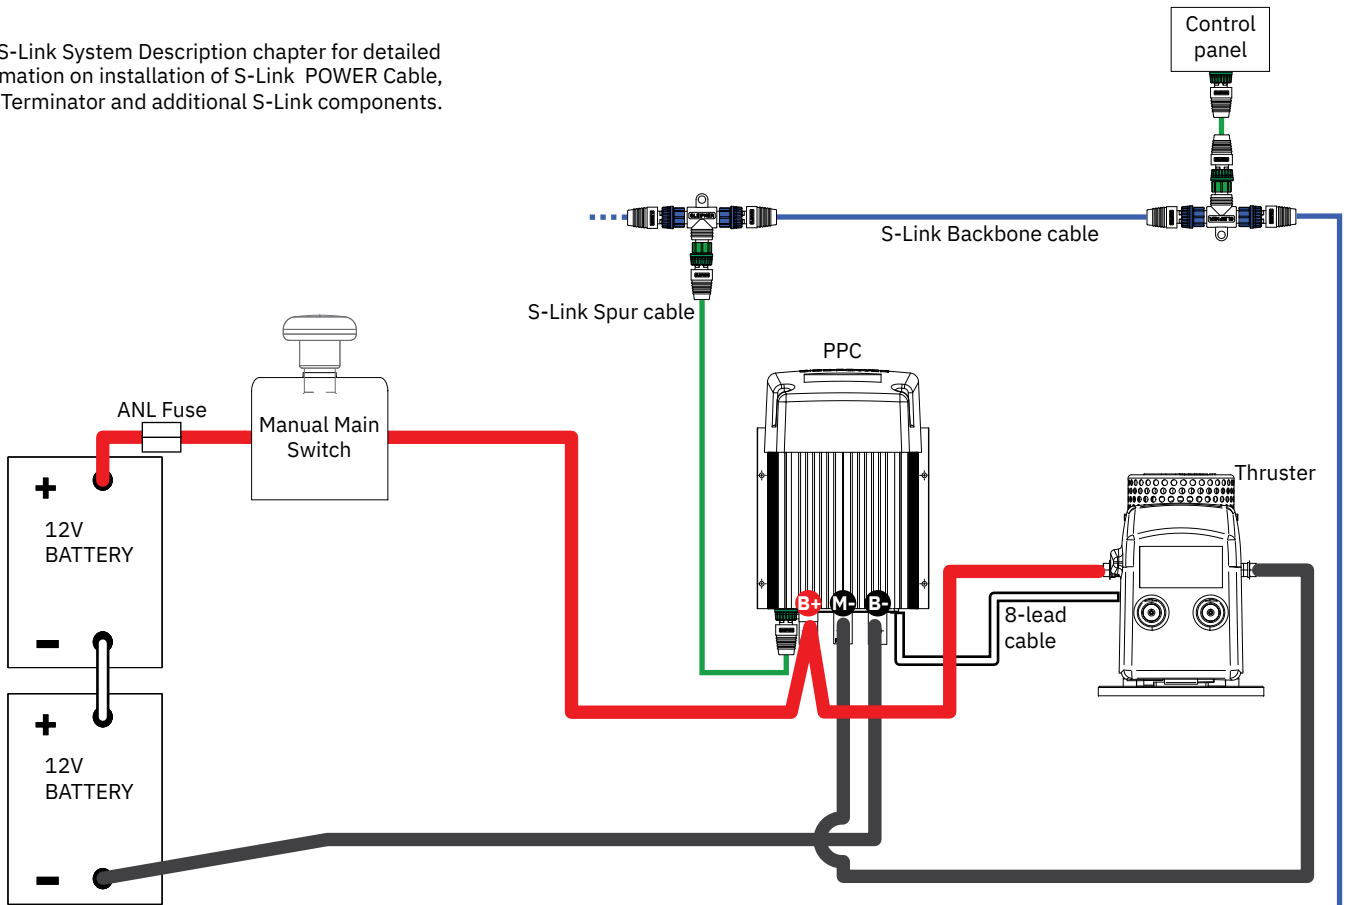 S-Link System Description chapter for detailed
mation on installation of S-Link POWER Cable,
Terminator and additional S-Link components.
Control
panel
S-Link Backbone cable
S-Link Spur cable
PPC
ANL Fuse
Manual Main
Switch
Thruster
+
12V
BATTERY
-
B+
M-
B-
8-lead
cable
+
12V
BATTERY
-